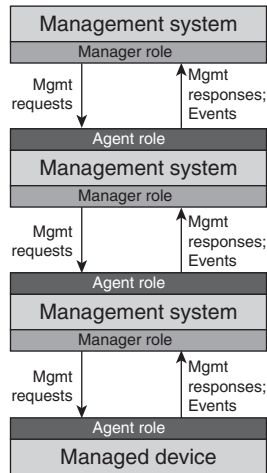 Management system
Manager role
Mgmt
requests
Mgmt
responses;
Events
Agent role
Management system
Manager role
Mgmt
requests
Mgmt
responses;
Events
Agent role
Management system
Manager role
Mgmt
requests
Mgmt
responses;
Events
Agent role
Managed device